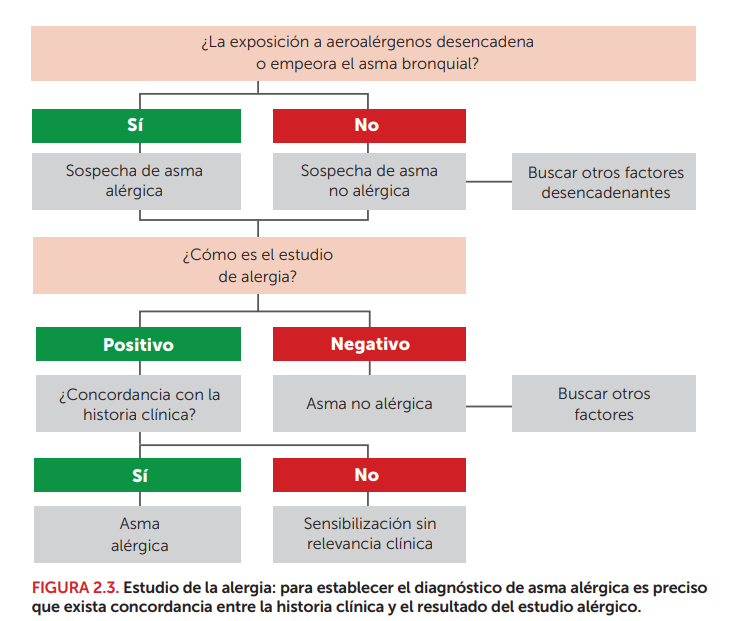 ¿La exposición a aeroalérgenos desencadena
o empeora el asma bronquial?
Sí
No
Sospecha de asma
alérgica
Sospecha de asma
no alérgica
Buscar otros factores
desencadenantes
¿Cómo es el estudio
de alergia?
Positivo
Negativo
¿Concordancia con la
historia clínica?
Asma no alérgica
Buscar otros
factores
Sí
No
Asma
alérgica
Sensibilización sin
relevancia clínica
FIGURA 2.3. Estudio de la alergia: para establecer el diagnóstico de asma alérgica es preciso
que exista concordancia entre la historia clínica y el resultado del estudio alérgico.